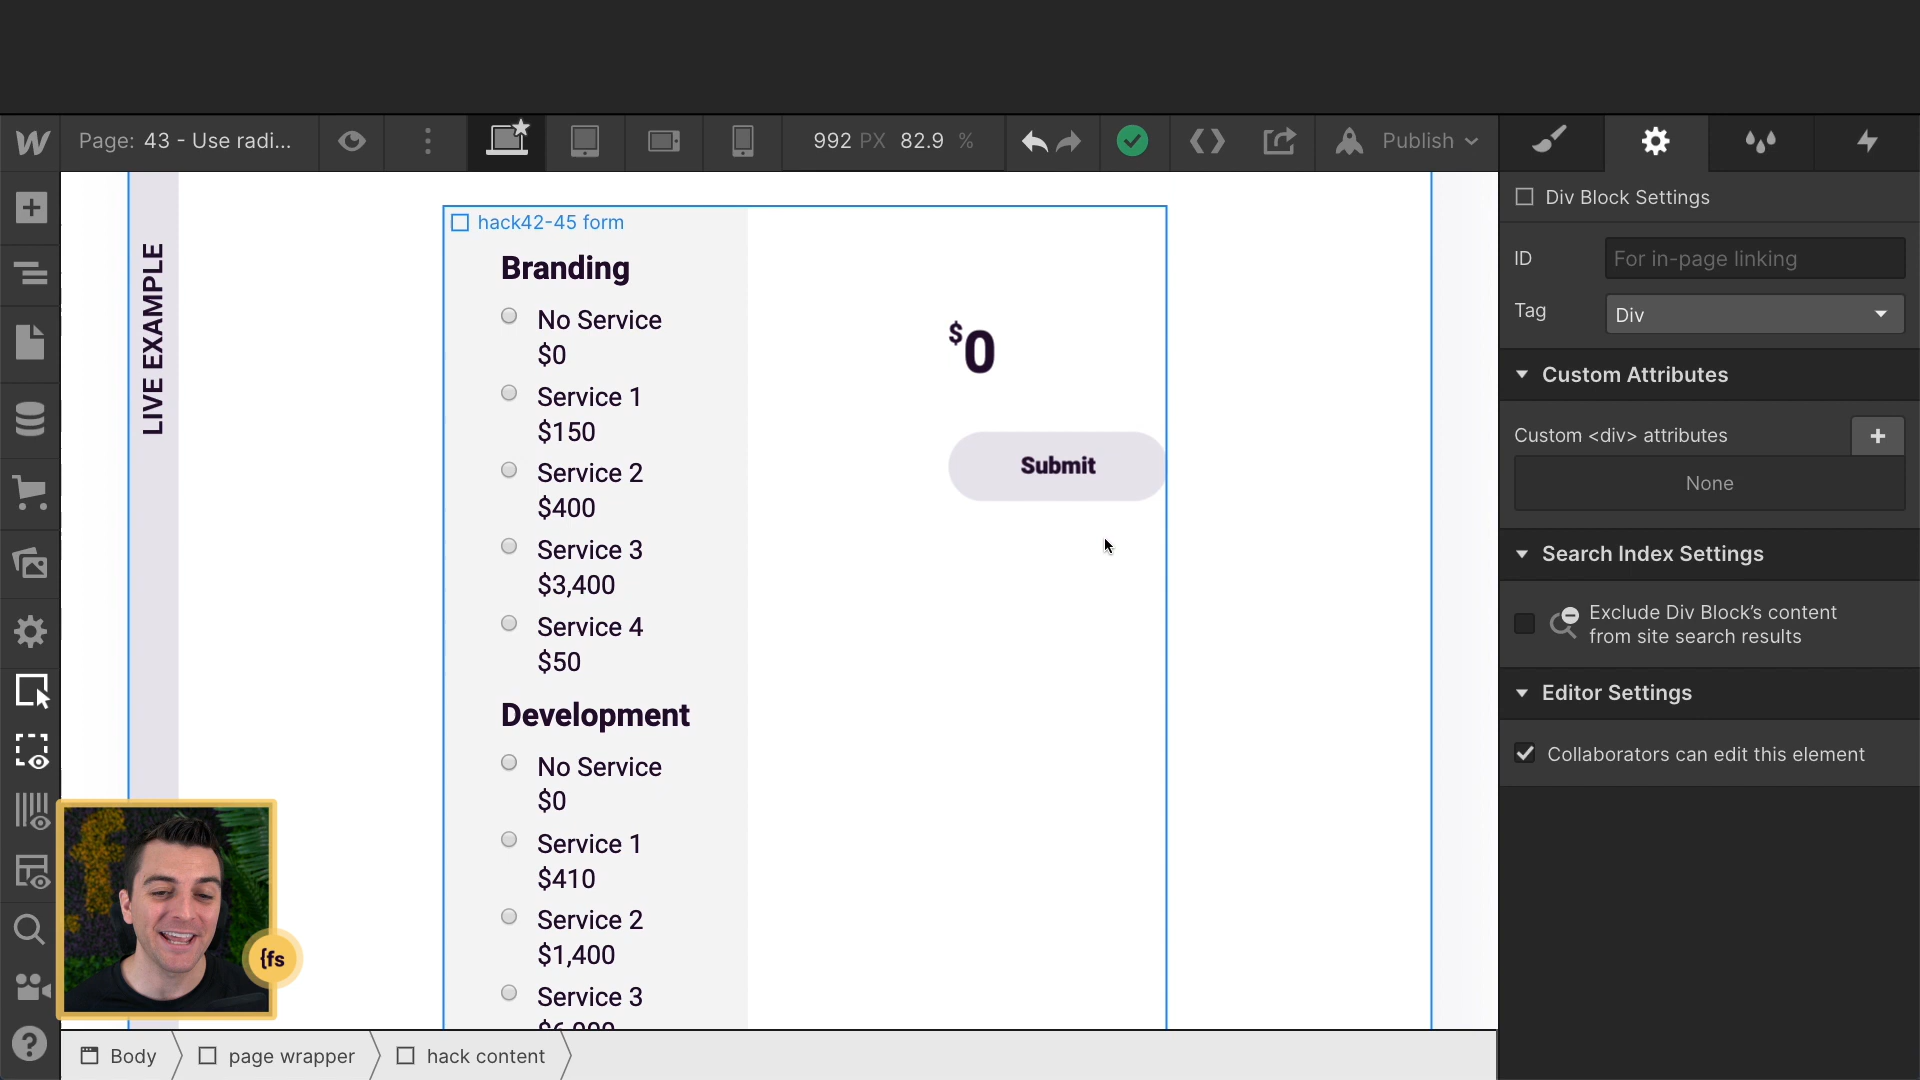 Page: 43 - Use radi...
992 PX 82.9 %
Publish
LIVE EXAMPLE
hack42-45 form
Branding
No Service
$0
Service 1
$150
Service 2
$400
Service 3
$3,400
Service 4
$50
Development
No Service
$0
Service 1
$410
Service 2
$1,400
Service 3
$0
Submit
{fs
Body
page wrapper
hack content
Div Block Settings
ID
For in-page linking
Tag
Div
Custom Attributes
Custom <div> attributes
+
None
Search Index Settings
Exclude Div Block's content
from site search results
Editor Settings
Collaborators can edit this element